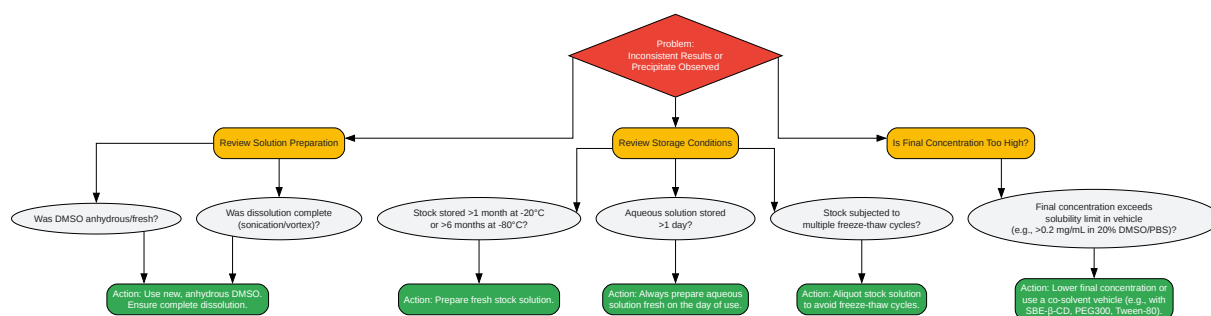 Problem:
Inconsistent Results or
Precipitate Observed
Review Solution Preparation
Review Storage Conditions
Is Final Concentration Too High?
Was DMSO anhydrous/fresh?
Was dissolution complete
(sonication/vortex)?
Stock stored >1 month at -20°C
or >6 months at -80°C?
Aqueous solution stored
>1 day?
Stock subjected to
multiple freeze-thaw cycles?
Final concentration exceeds
solubility limit in vehicle
(e.g., >0.2 mg/mL in 20% DMSO/PBS)?
Action: Use new, anhydrous DMSO.
Ensure complete dissolution.
Action: Prepare fresh stock solution.
Action: Always prepare aqueous
solution fresh on the day of use.
Action: Aliquot stock solution
to avoid freeze-thaw cycles.
Action: Lower final concentration or
use a co-solvent vehicle (e.g., with
SBE-β-CD, PEG300, Tween-80).